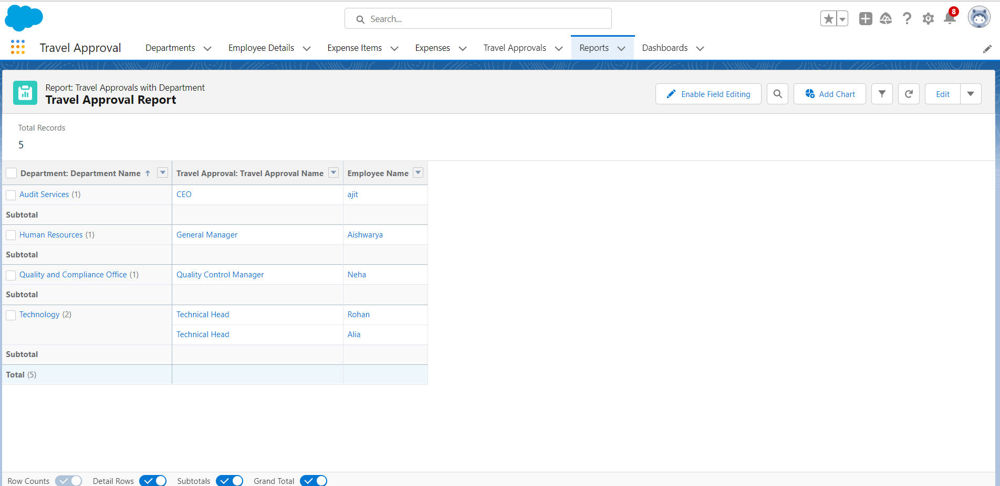 Search...
8
Travel Approval Departments Employee Details Expense Items Expenses Travel Approvals Reports Dashboards
Report: Travel Approvals with Department
Travel Approval Report
Enable Field Editing Add Chart Edit
Total Records
5
Department: Department Name ↑ Travel Approval: Travel Approval Name Employee Name
Audit Services (1) CEO ajit
Subtotal
Human Resources (1) General Manager Aishwarya
Subtotal
Quality and Compliance Office (1) Quality Control Manager Neha
Subtotal
Technology (2) Technical Head Rohan
Technical Head Alia
Subtotal
Total (5)
Row Counts Detail Rows Subtotals Grand Total